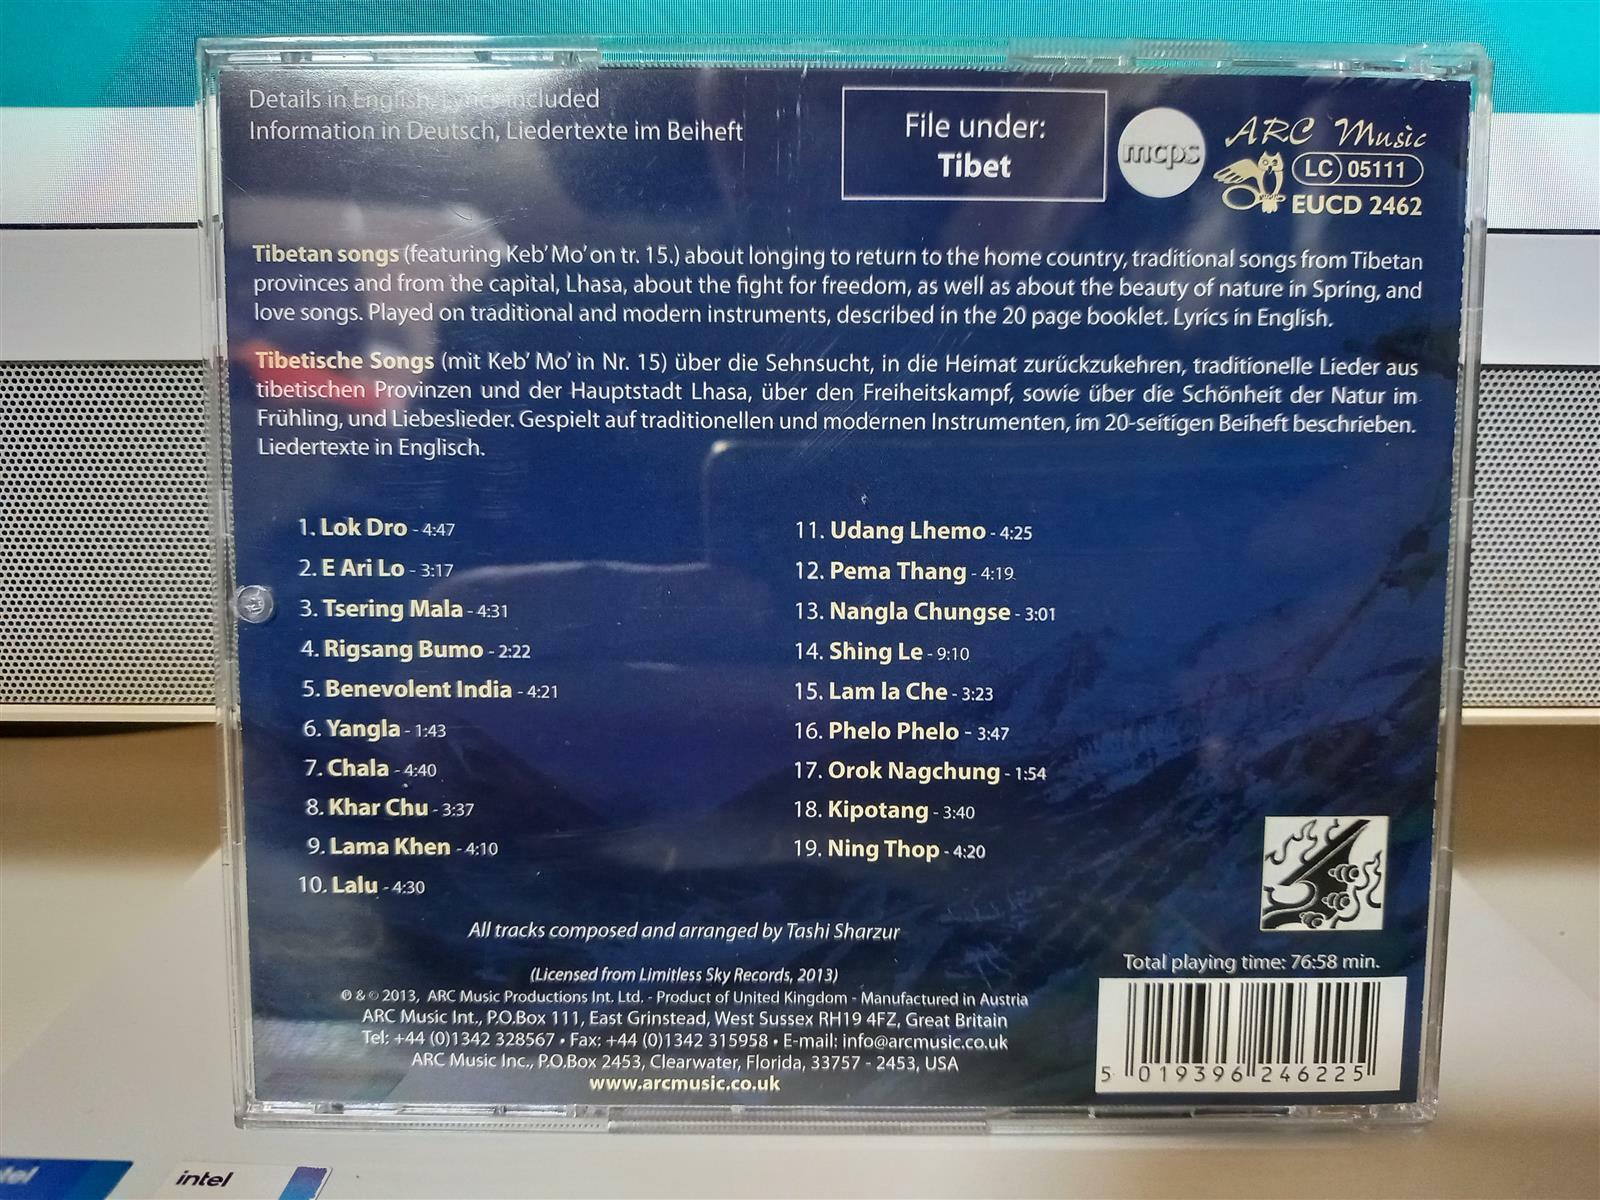 Details in English, Lyrics included
Information in Deutsch, Liedertexte im Beiheft
File under:
Tibet
mcps
ARC Music
LC 05111
EUCD 2462
Tibetan songs (featuring Keb' Mo' on tr. 15.) about longing to return to the home country, traditional songs from Tibetan
provinces and from the capital, Lhasa, about the fight for freedom, as well as about the beauty of nature in Spring, and
love songs. Played on traditional and modern instruments, described in the 20 page booklet. Lyrics in English.
Tibetische Songs (mit Keb' Mo' in Nr. 15) über die Sehnsucht, in die Heimat zurückzukehren, traditionelle Lieder aus
tibetischen Provinzen und der Hauptstadt Lhasa, über den Freiheitskampf, sowie über die Schönheit der Natur im
Frühling, und Liebeslieder. Gespielt auf traditionellen und modernen Instrumenten, im 20-seitigen Beiheft beschrieben.
Liedertexte in Englisch.
1. Lok Dro - 4:47
2. E Ari Lo - 3:17
3. Tsering Mala - 4:31
4. Rigsang Bumo - 2:22
5. Benevolent India - 4:21
6. Yangla - 1:43
7. Chala - 4:40
8. Khar Chu - 3:37
9. Lama Khen - 4:10
10. Lalu - 4:30
11. Udang Lhemo - 4:25
12. Pema Thang - 4:19
13. Nangla Chungse - 3:01
14. Shing Le - 9:10
15. Lam la Che - 3:23
16. Phelo Phelo - 3:47
17. Orok Nagchung - 1:54
18. Kipotang - 3:40
19. Ning Thop - 4:20
All tracks composed and arranged by Tashi Sharzur
(Licensed from Limitless Sky Records, 2013)
℗ & © 2013, ARC Music Productions Int. Ltd. - Product of United Kingdom - Manufactured in Austria
ARC Music Int., P.O.Box 111, East Grinstead, West Sussex RH19 4FZ, Great Britain
Tel: +44 (0)1342 328567 • Fax: +44 (0)1342 315958 • E-mail: info@arcmusic.co.uk
ARC Music Inc., P.O.Box 2453, Clearwater, Florida, 33757 - 2453, USA
www.arcmusic.co.uk
Total playing time: 76:58 min.
5 019396 246225
intel